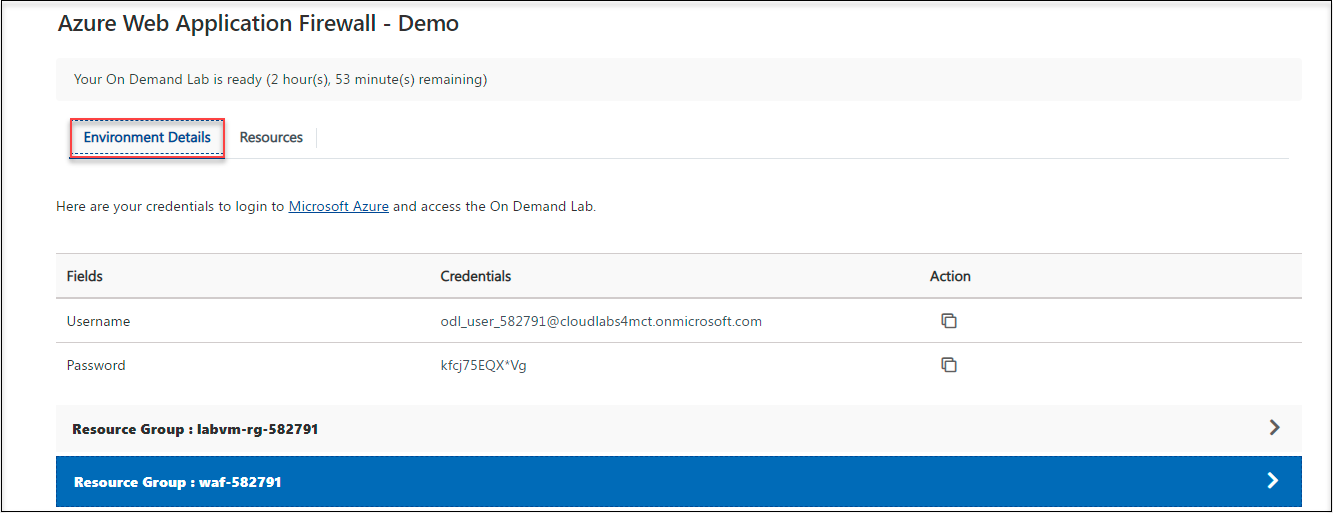 Azure Web Application Firewall - Demo
Your On Demand Lab is ready (2 hour(s), 53 minute(s) remaining)
Environment Details Resources
Here are your credentials to login to Microsoft Azure and access the On Demand Lab.
Fields Credentials Action
Username odl_user_582791@cloudlabs4mct.onmicrosoft.com
Password kfcj75EQX*Vg
Resource Group : labvm-rg-582791
Resource Group : waf-582791